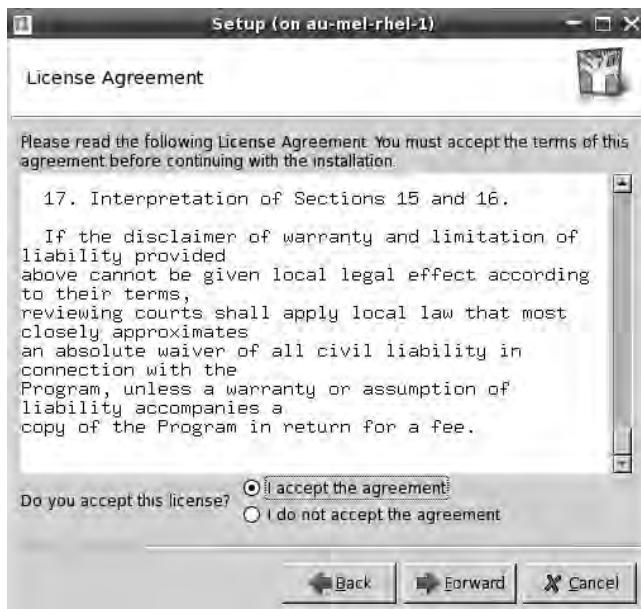 Setup (on au-mel-rhel-1)
License Agreement
Please read the following License Agreement. You must accept the terms of this
agreement before continuing with the installation.
17. Interpretation of Sections 15 and 16.
If the disclaimer of warranty and limitation of
liability provided
above cannot be given local legal effect according
to their terms,
reviewing courts shall apply local law that most
closely approximates
an absolute waiver of all civil liability in
connection with the
Program, unless a warranty or assumption of
liability accompanies a
copy of the Program in return for a fee.
Do you accept this license?
I accept the agreement
I do not accept the agreement
Back
Forward
Cancel